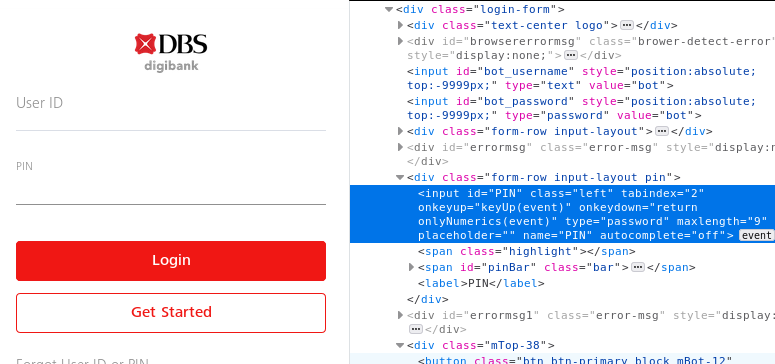 DBS
digibank
User ID
PIN
Login
Get Started
Forgot User ID or PIN
<div class="login-form">
<div class="text-center logo"> ••• </div>
<div id="browsererrormsg" class="brower-detect-error"
style="display:none;"> ••• </div>
<input id="bot_username" style="position:absolute;
top:-9999px;" type="text" value="bot">
<input id="bot_password" style="position:absolute;
top:-9999px;" type="password" value="bot">
<div class="form-row input-layout"> ••• </div>
<div id="errormsg" class="error-msg" style="display:n
</div>
<div class="form-row input-layout pin">
<input id="PIN" class="left" tabindex="2"
onkeyup="keyUp(event)" onkeydown="return
onlyNumerics(event)" type="password" maxlength="9"
placeholder="" name="PIN" autocomplete="off"> event
<span class="highlight"></span>
<span id="pinBar" class="bar"> ••• </span>
<label>PIN</label>
</div>
<div id="errormsg1" class="error-msg" style="display:
••• </div>
<div class="mTop-38">
<button class="btn btn-primary block mBot-12"